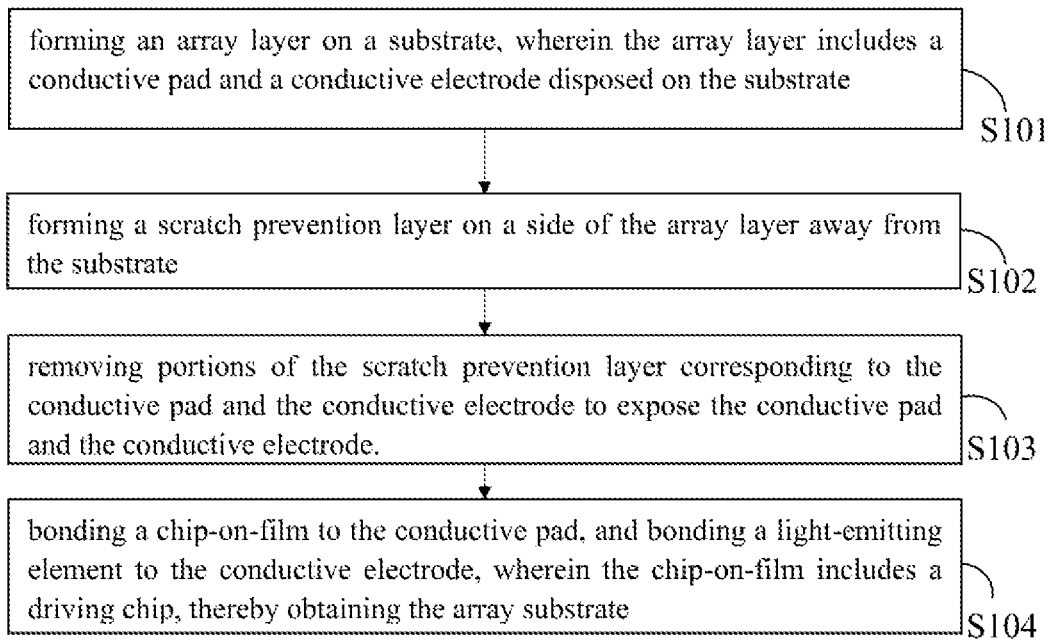 forming an array layer on a substrate, wherein the array layer includes a
conductive pad and a conductive electrode disposed on the substrate
S101
forming a scratch prevention layer on a side of the array layer away from
the substrate
S102
removing portions of the scratch prevention layer corresponding to the
conductive pad and the conductive electrode to expose the conductive pad
and the conductive electrode.
S103
bonding a chip-on-film to the conductive pad, and bonding a light-emitting
element to the conductive electrode, wherein the chip-on-film includes a
driving chip, thereby obtaining the array substrate
S104